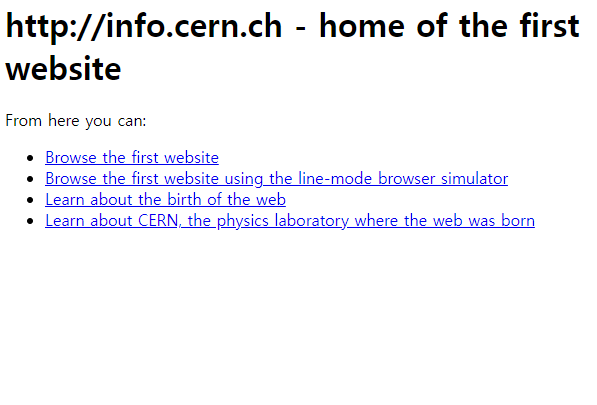 http://info.cern.ch - home of the first
website
From here you can:
Browse the first website
Browse the first website using the line-mode browser simulator
Learn about the birth of the web
Learn about CERN, the physics laboratory where the web was born